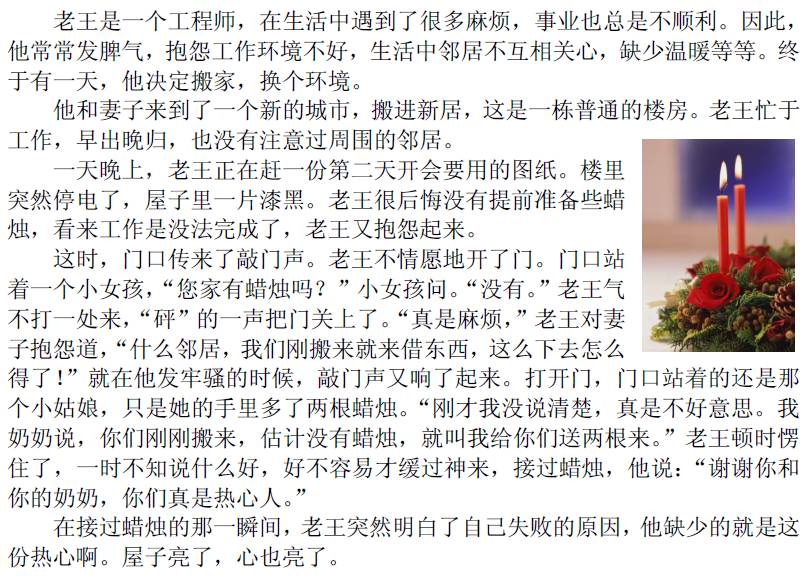 老王是一个工程师，在生活中遇到了很多麻烦，事业也总是不顺利。因此，
他常常发脾气，抱怨工作环境不好，生活中邻居不互相关心，缺少温暖等等。终
于有一天，他决定搬家，换个环境。
他和妻子来到了一个新的城市，搬进新居，这是一栋普通的楼房。老王忙于
工作，早出晚归，也没有注意过周围的邻居。
一天晚上，老王正在赶一份第二天开会要用的图纸。楼里
突然停电了，屋子里一片漆黑。老王很后悔没有提前准备些蜡
烛，看来工作是没法完成了，老王又抱怨起来。
这时，门口传来了敲门声。老王不情愿地开了门。门口站
着一个小女孩，“您家有蜡烛吗？”小女孩问。“没有。”老王气
不打一处来，“砰”的一声把门关上了。“真是麻烦，”老王对妻
子抱怨道，“什么邻居，我们刚搬来就来借东西，这么下去怎么
得了！”就在他发牢骚的时候，敲门声又响了起来。打开门，门口站着的还是那
个小姑娘，只是她的手里多了两根蜡烛。“刚才我没说清楚，真是不好意思。我
奶奶说，你们刚刚搬来，估计没有蜡烛，就叫我给你们送两根来。”老王顿时愣
住了，一时不知说什么好，好不容易才缓过神来，接过蜡烛，他说：“谢谢你和
你的奶奶，你们真是热心人。”
在接过蜡烛的那一瞬间，老王突然明白了自己失败的原因，他缺少的就是这
份热心啊。屋子亮了，心也亮了。